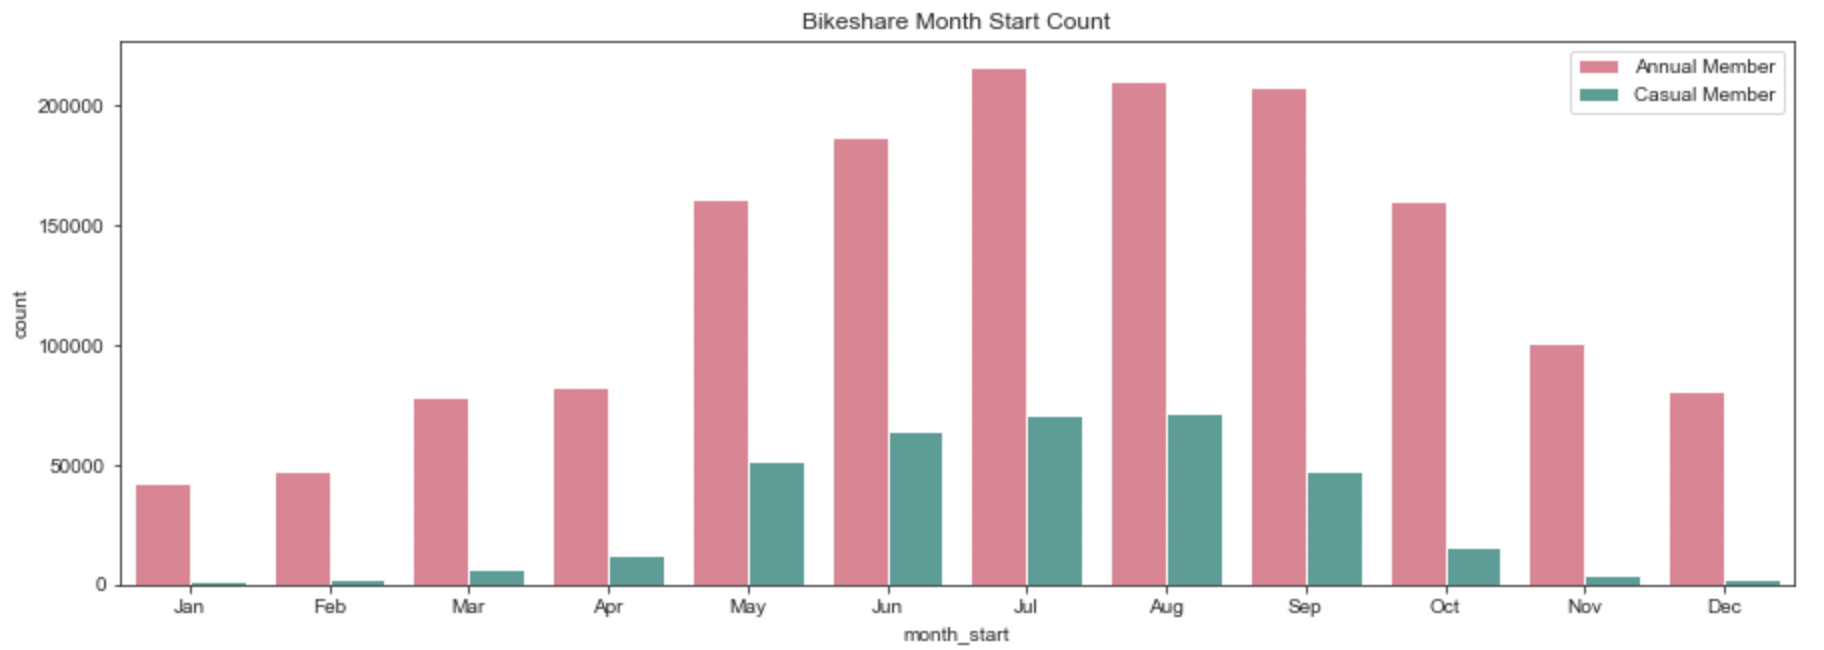 Bikeshare Month Start Count
Annual Member
Casual Member
200000
150000
100000
50000
0
count
Jan Feb Mar Apr May Jun Jul Aug Sep Oct Nov Dec
month_start